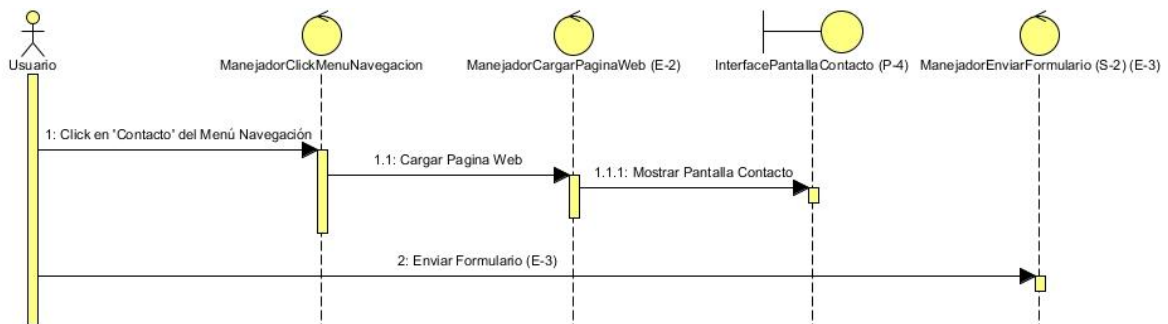 Usuario
ManejadorClickMenuNavegacion
ManejadorCargarPaginaWeb (E-2)
InterfacePantallaContacto (P-4)
ManejadorEnviarFormulario (S-2) (E-3)
1: Click en "Contacto" del Menú Navegación
1.1: Cargar Pagina Web
1.1.1: Mostrar Pantalla Contacto
2: Enviar Formulario (E-3)